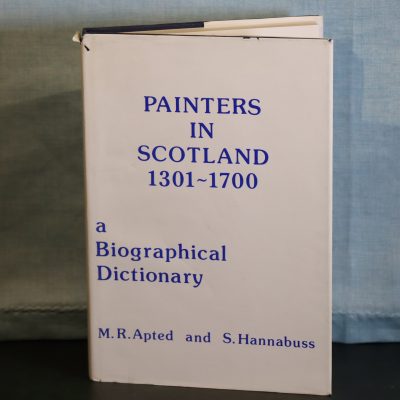 PAINTERS
IN
SCOTLAND
1301~1700
a
Biographical
Dictionary
M.R.Apted and S.Hannabuss